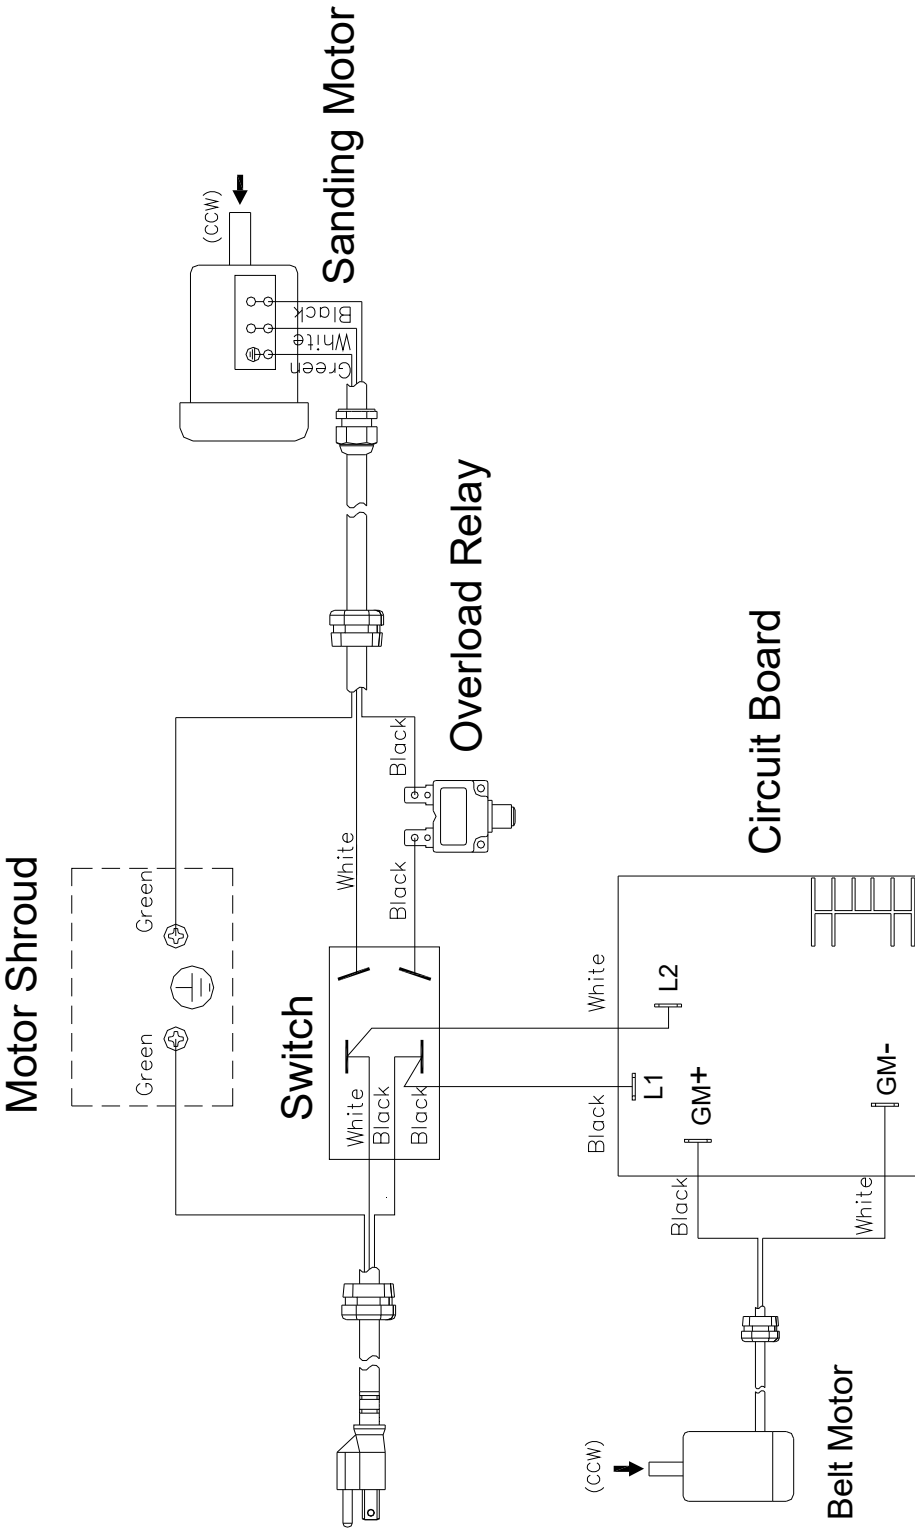 Motor Shroud
Green
Green
Switch
White
Black
Black
White
Black
Black
Overload Relay
Sanding Motor
(CCW)
Black
White
Green
Black
White
L1
L2
GM+
GM-
Circuit Board
Black
White
Belt Motor
(CCW)